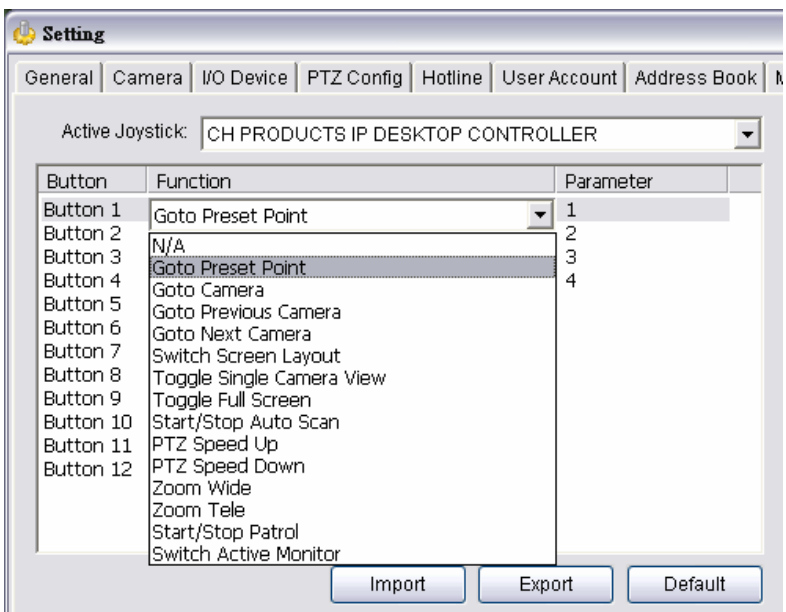 Setting
General Camera I/O Device PTZ Config Hotline User Account Address Book
Active Joystick: CH PRODUCTS IP DESKTOP CONTROLLER
Button Function Parameter
Button 1 Goto Preset Point 1
Button 2 N/A 2
Button 3 Goto Preset Point 3
Button 4 Goto Camera 4
Button 5 Goto Previous Camera
Button 6 Goto Next Camera
Button 7 Switch Screen Layout
Button 8 Toggle Single Camera View
Button 9 Toggle Full Screen
Button 10 Start/Stop Auto Scan
Button 11 PTZ Speed Up
Button 12 PTZ Speed Down
Zoom Wide
Zoom Tele
Start/Stop Patrol
Switch Active Monitor
Import Export Default